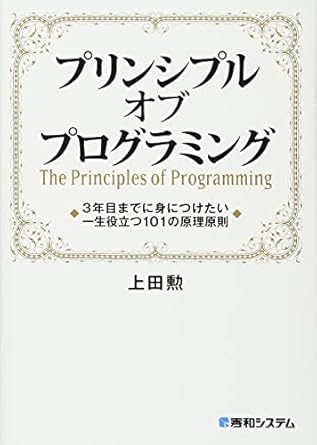 プリンシプル
オブ
プログラミング
The Principles of Programming
3年目までに身につけたい
一生役立つ101の原理原則
上田勲
秀和システム